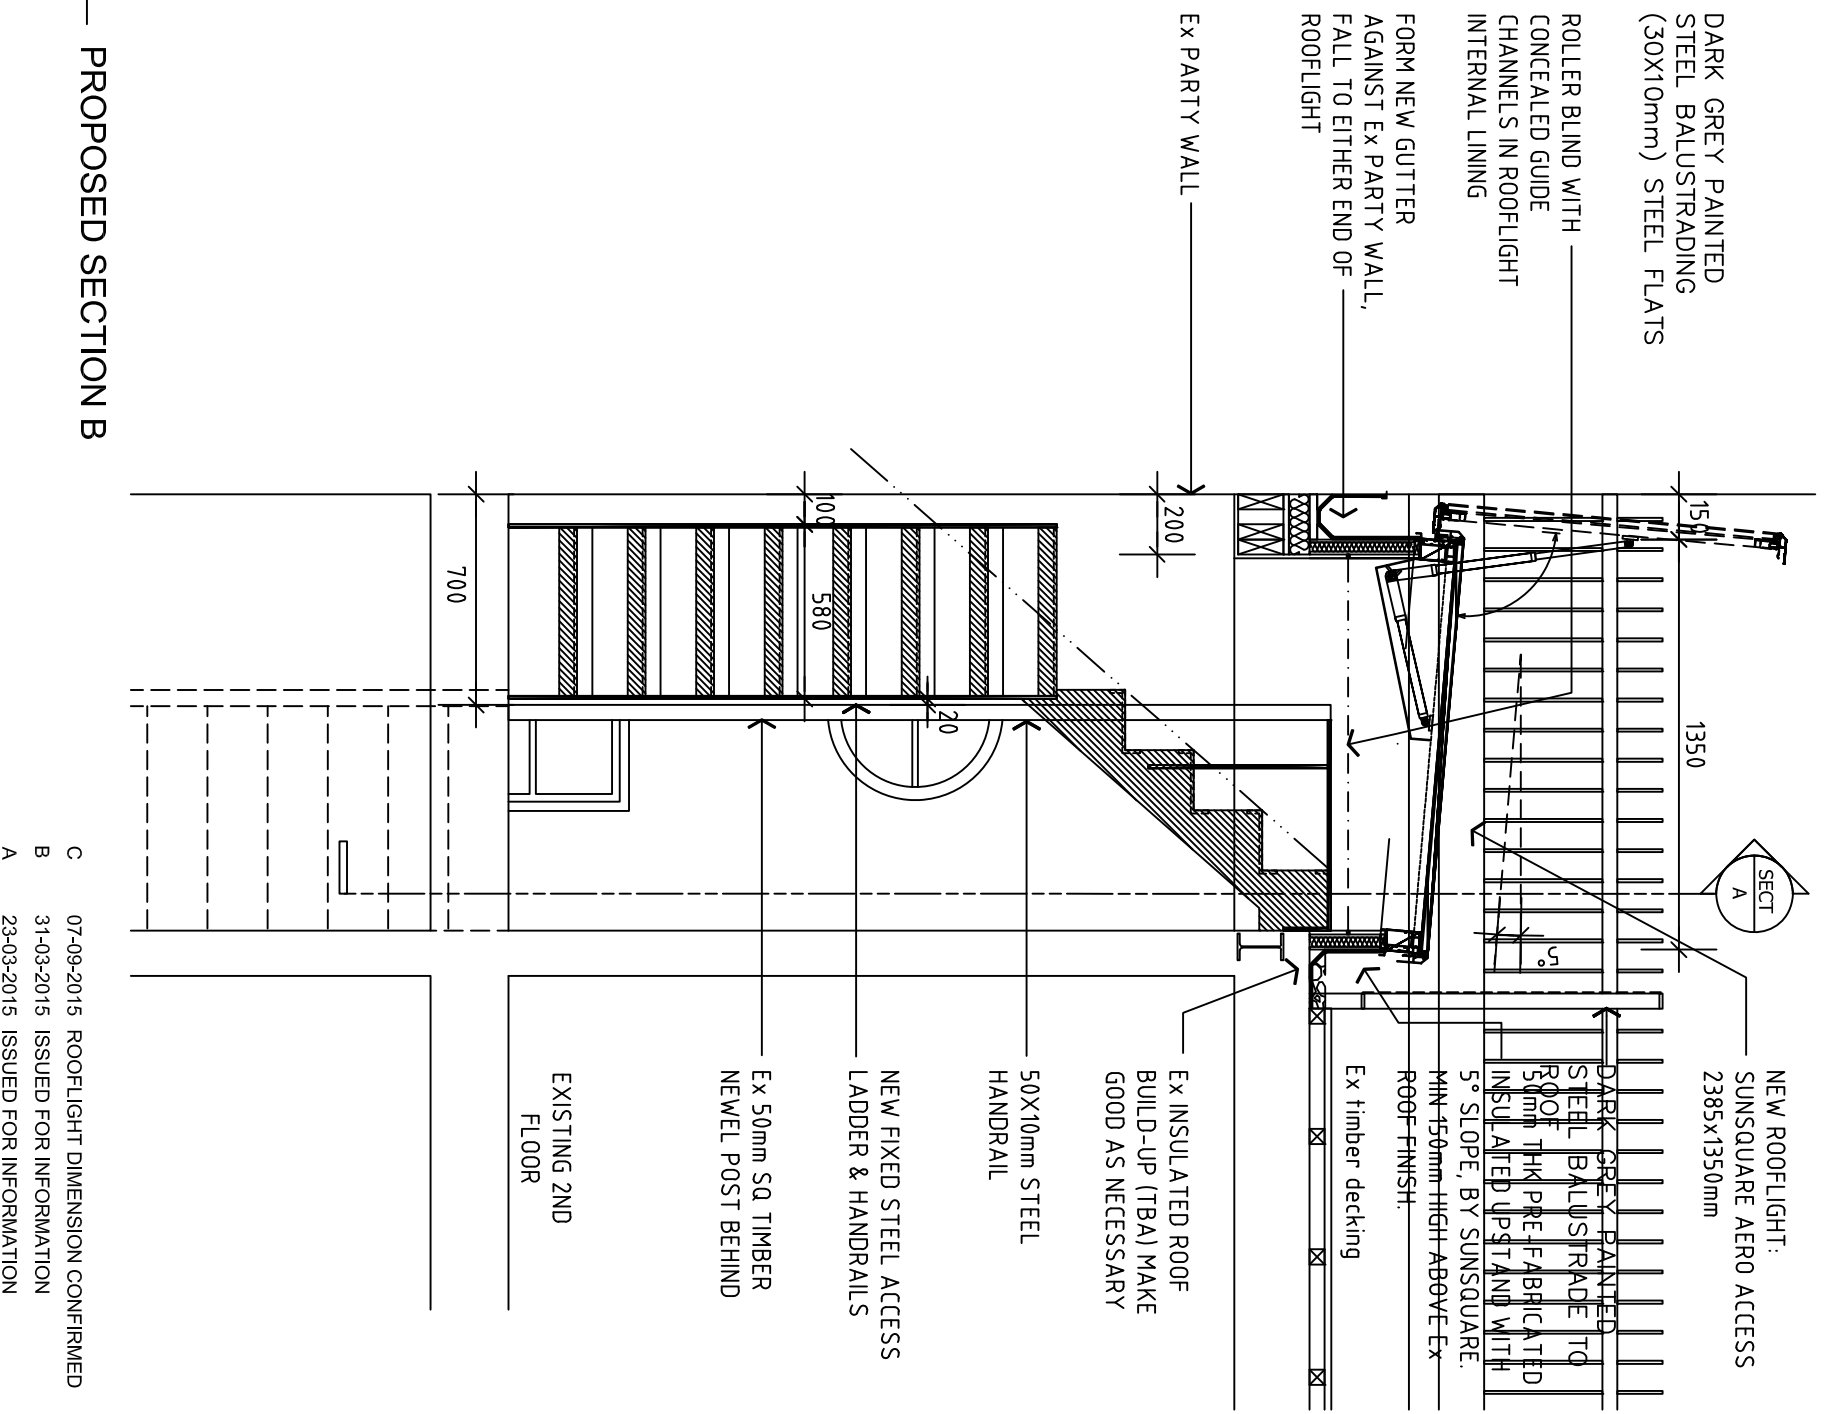 DARK GREY PAINTED
STEEL BALUSTRADING
(30X10mm) STEEL FLATS
ROLLER BLIND WITH
CONCEALED GUIDE
CHANNELS IN ROOFLIGHT
INTERNAL LINING
FORM NEW GUTTER
AGAINST Ex PARTY WALL,
FALL TO EITHER END OF
ROOFLIGHT
Ex PARTY WALL
150
1350
5°
SECT
A
200
100
580
20
700
NEW ROOFLIGHT:
SUNSQUARE AERO ACCESS
2385x1350mm
DARK GREY PAINTED
STEEL BALUSTRADE TO
ROOF
50mm THK PRE-FABRICATED
INSULATED UPSTAND WITH
5° SLOPE, BY SUNSQUARE.
MIN 150mm HIGH ABOVE Ex
ROOF FINISH.
Ex timber decking
Ex INSULATED ROOF
BUILD-UP (TBA) MAKE
GOOD AS NECESSARY
50X10mm STEEL
HANDRAIL
NEW FIXED STEEL ACCESS
LADDER & HANDRAILS
Ex 50mm SQ TIMBER
NEWEL POST BEHIND
EXISTING 2ND
FLOOR
PROPOSED SECTION B
C 07-09-2015 ROOFLIGHT DIMENSION CONFIRMED
B 31-03-2015 ISSUED FOR INFORMATION
A 23-03-2015 ISSUED FOR INFORMATION